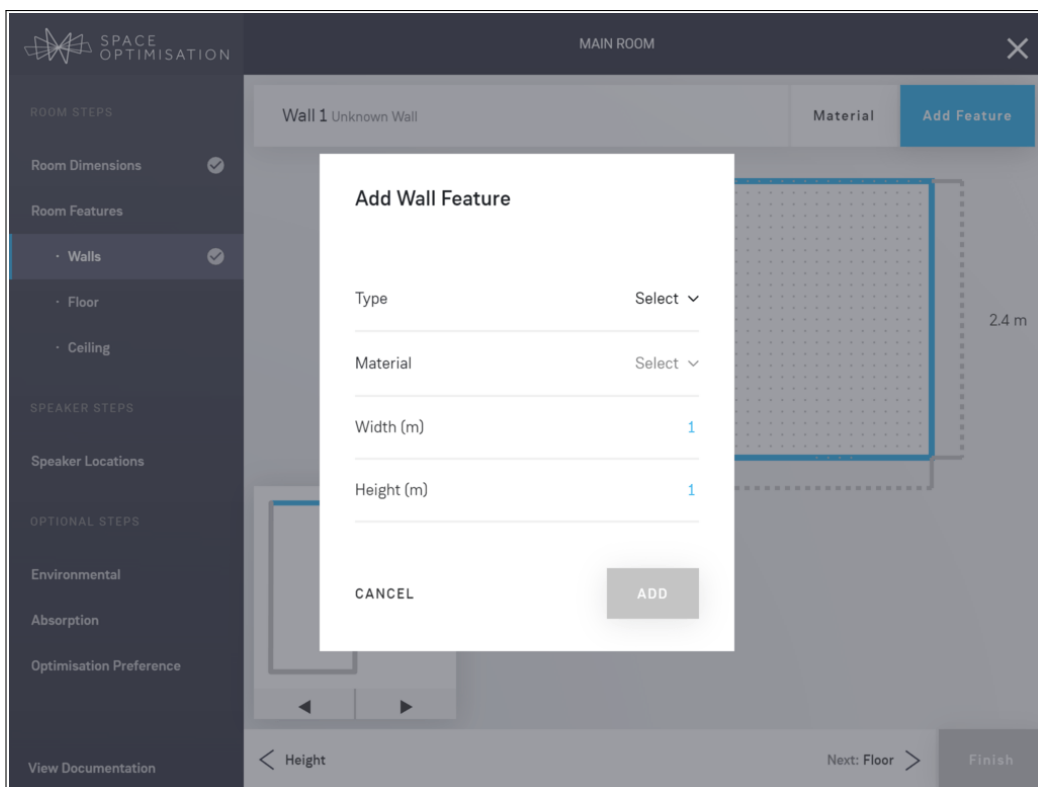 SPACE
OPTIMISATION
MAIN ROOM
ROOM STEPS
Room Dimensions
Room Features
· Walls
· Floor
· Ceiling
SPEAKER STEPS
Speaker Locations
OPTIONAL STEPS
Environmental
Absorption
Optimisation Preference
View Documentation
Wall 1 Unknown Wall
Material
Add Feature
2.4 m
Add Wall Feature
Type Select
Material Select
Width (m) 1
Height (m) 1
CANCEL
ADD
Height
Next: Floor
Finish